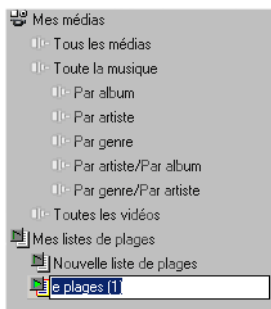 Mes médias
Tous les médias
Toute la musique
Par album
Par artiste
Par genre
Par artiste/Par album
Par genre/Par artiste
Toutes les vidéos
Mes listes de plages
Nouvelle liste de plages
e plages (1)